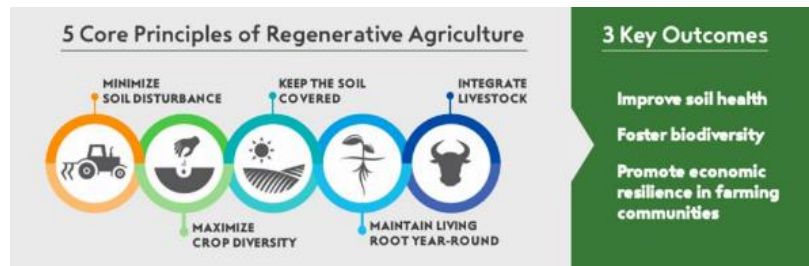 5 Core Principles of Regenerative Agriculture
MINIMIZE
SOIL DISTURBANCE
KEEP THE SOIL
COVERED
INTEGRATE
LIVESTOCK
MAXIMIZE
CROP DIVERSITY
MAINTAIN LIVING
ROOT YEAR-ROUND
3 Key Outcomes
Improve soil health
Foster biodiversity
Promote economic
resilience in farming
communities